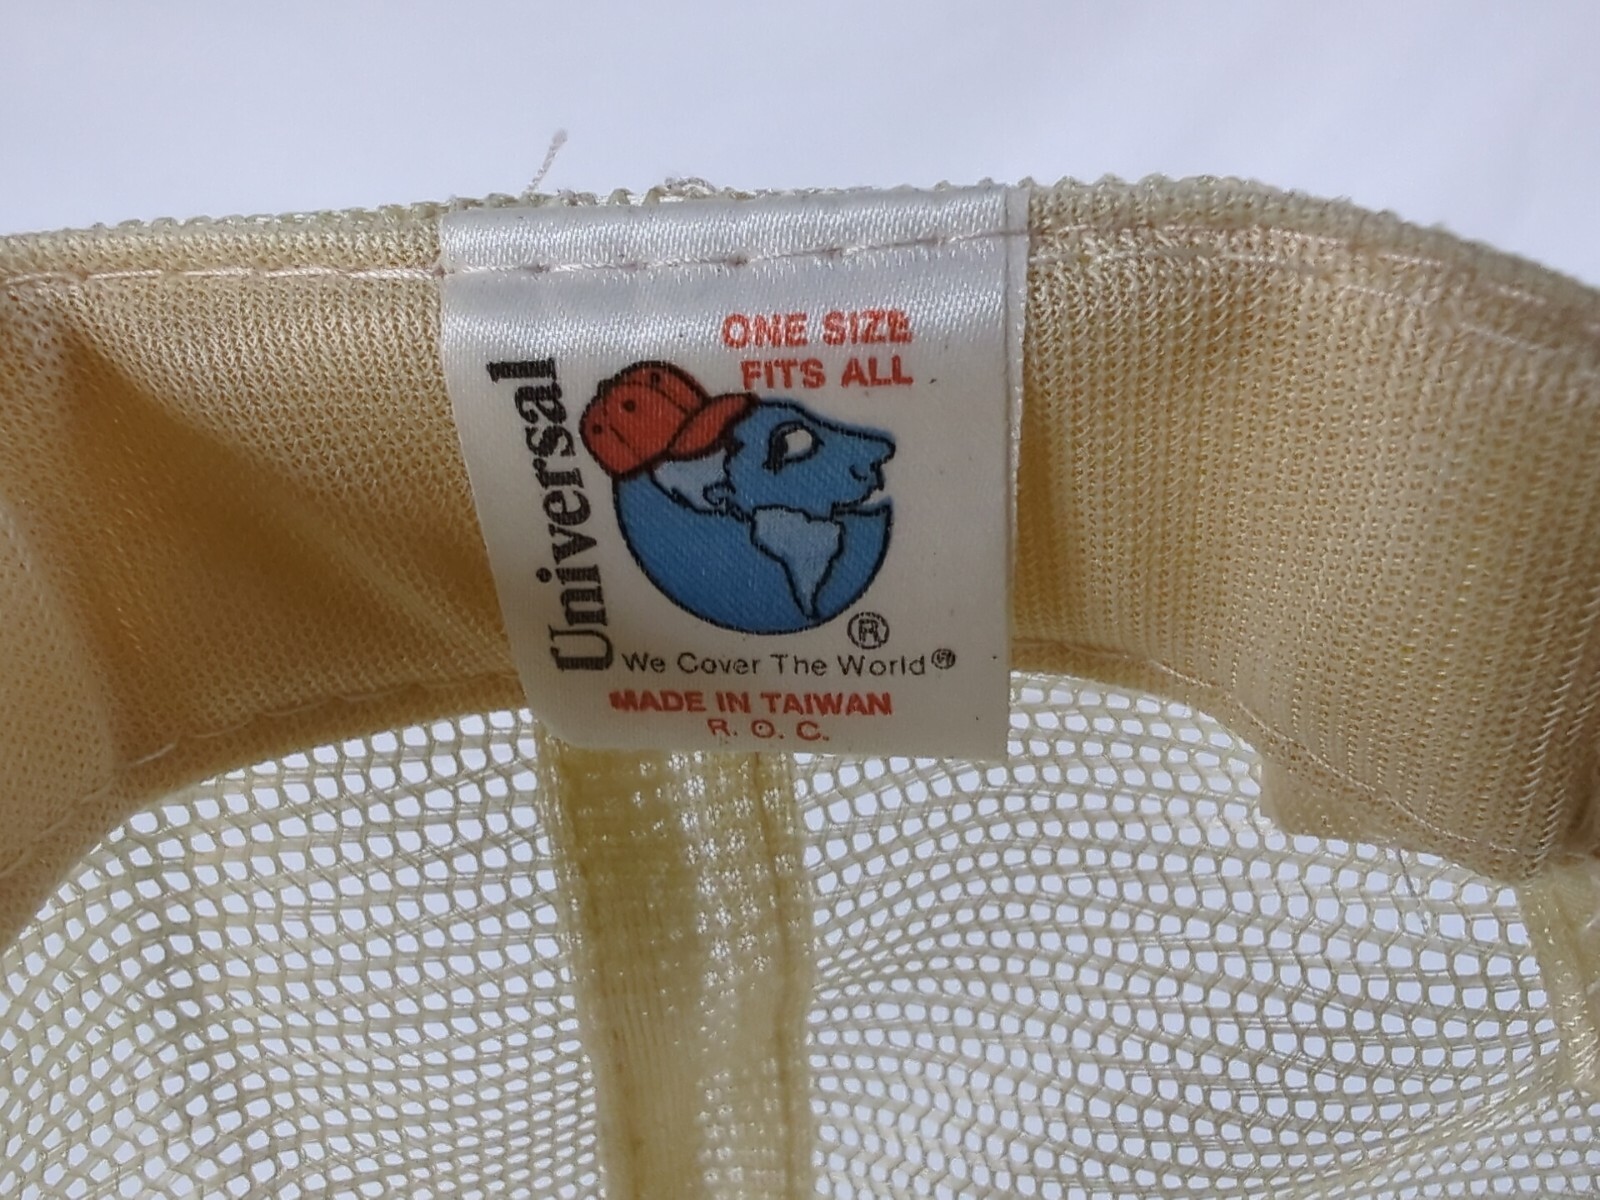 ONE SIZE
FITS ALL
Universal
®
We Cover The World®
MADE IN TAIWAN
R. O. C.